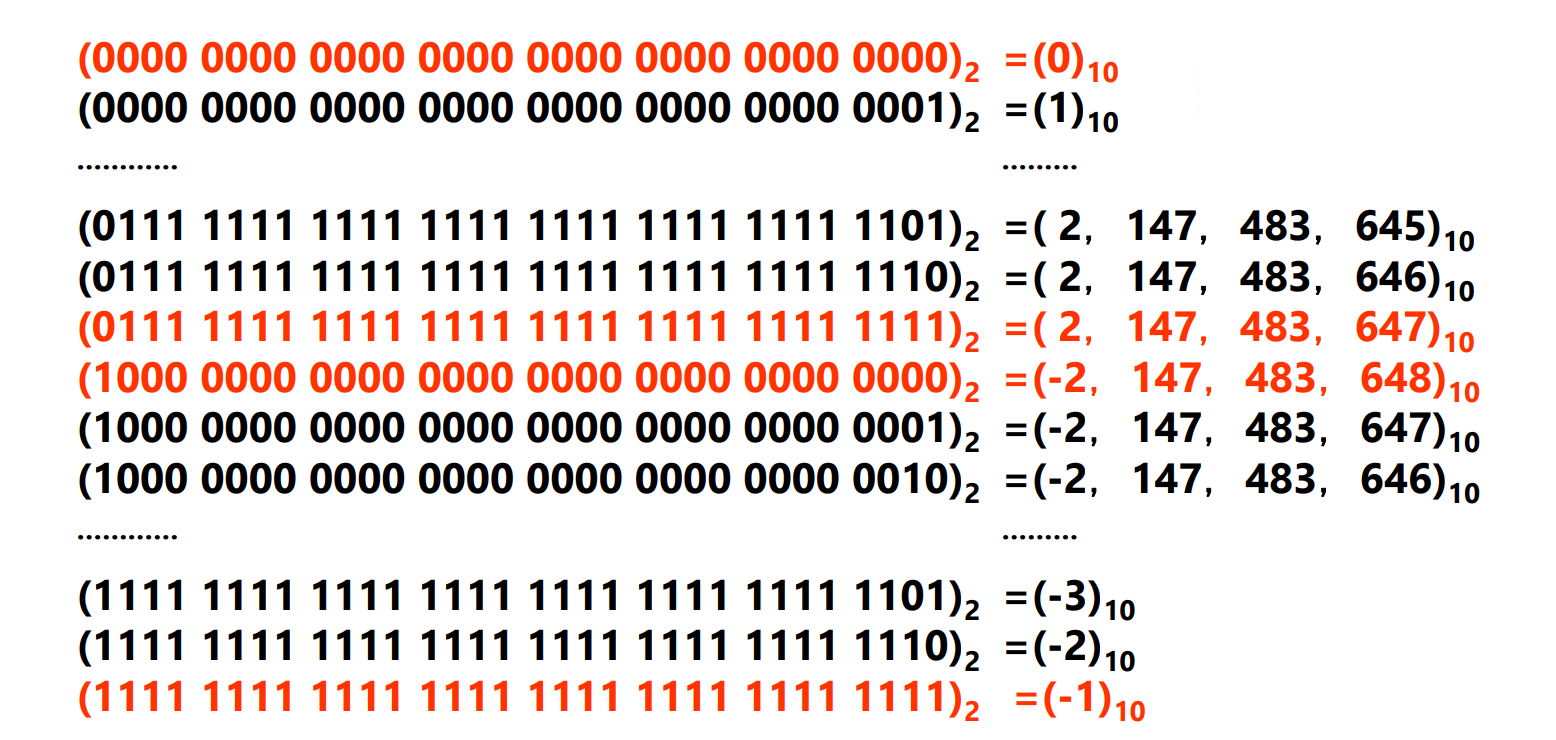 (0000 0000 0000 0000 0000 0000 0000 0000)₂ =(0)₁₀
(0000 0000 0000 0000 0000 0000 0000 0001)₂ =(1)₁₀
............ .........
(0111 1111 1111 1111 1111 1111 1111 1101)₂ =( 2, 147, 483, 645)₁₀
(0111 1111 1111 1111 1111 1111 1111 1110)₂ =( 2, 147, 483, 646)₁₀
(0111 1111 1111 1111 1111 1111 1111 1111)₂ =( 2, 147, 483, 647)₁₀
(1000 0000 0000 0000 0000 0000 0000 0000)₂ =(-2, 147, 483, 648)₁₀
(1000 0000 0000 0000 0000 0000 0000 0001)₂ =(-2, 147, 483, 647)₁₀
(1000 0000 0000 0000 0000 0000 0000 0010)₂ =(-2, 147, 483, 646)₁₀
............ .........
(1111 1111 1111 1111 1111 1111 1111 1101)₂ =(-3)₁₀
(1111 1111 1111 1111 1111 1111 1111 1110)₂ =(-2)₁₀
(1111 1111 1111 1111 1111 1111 1111 1111)₂ =(-1)₁₀